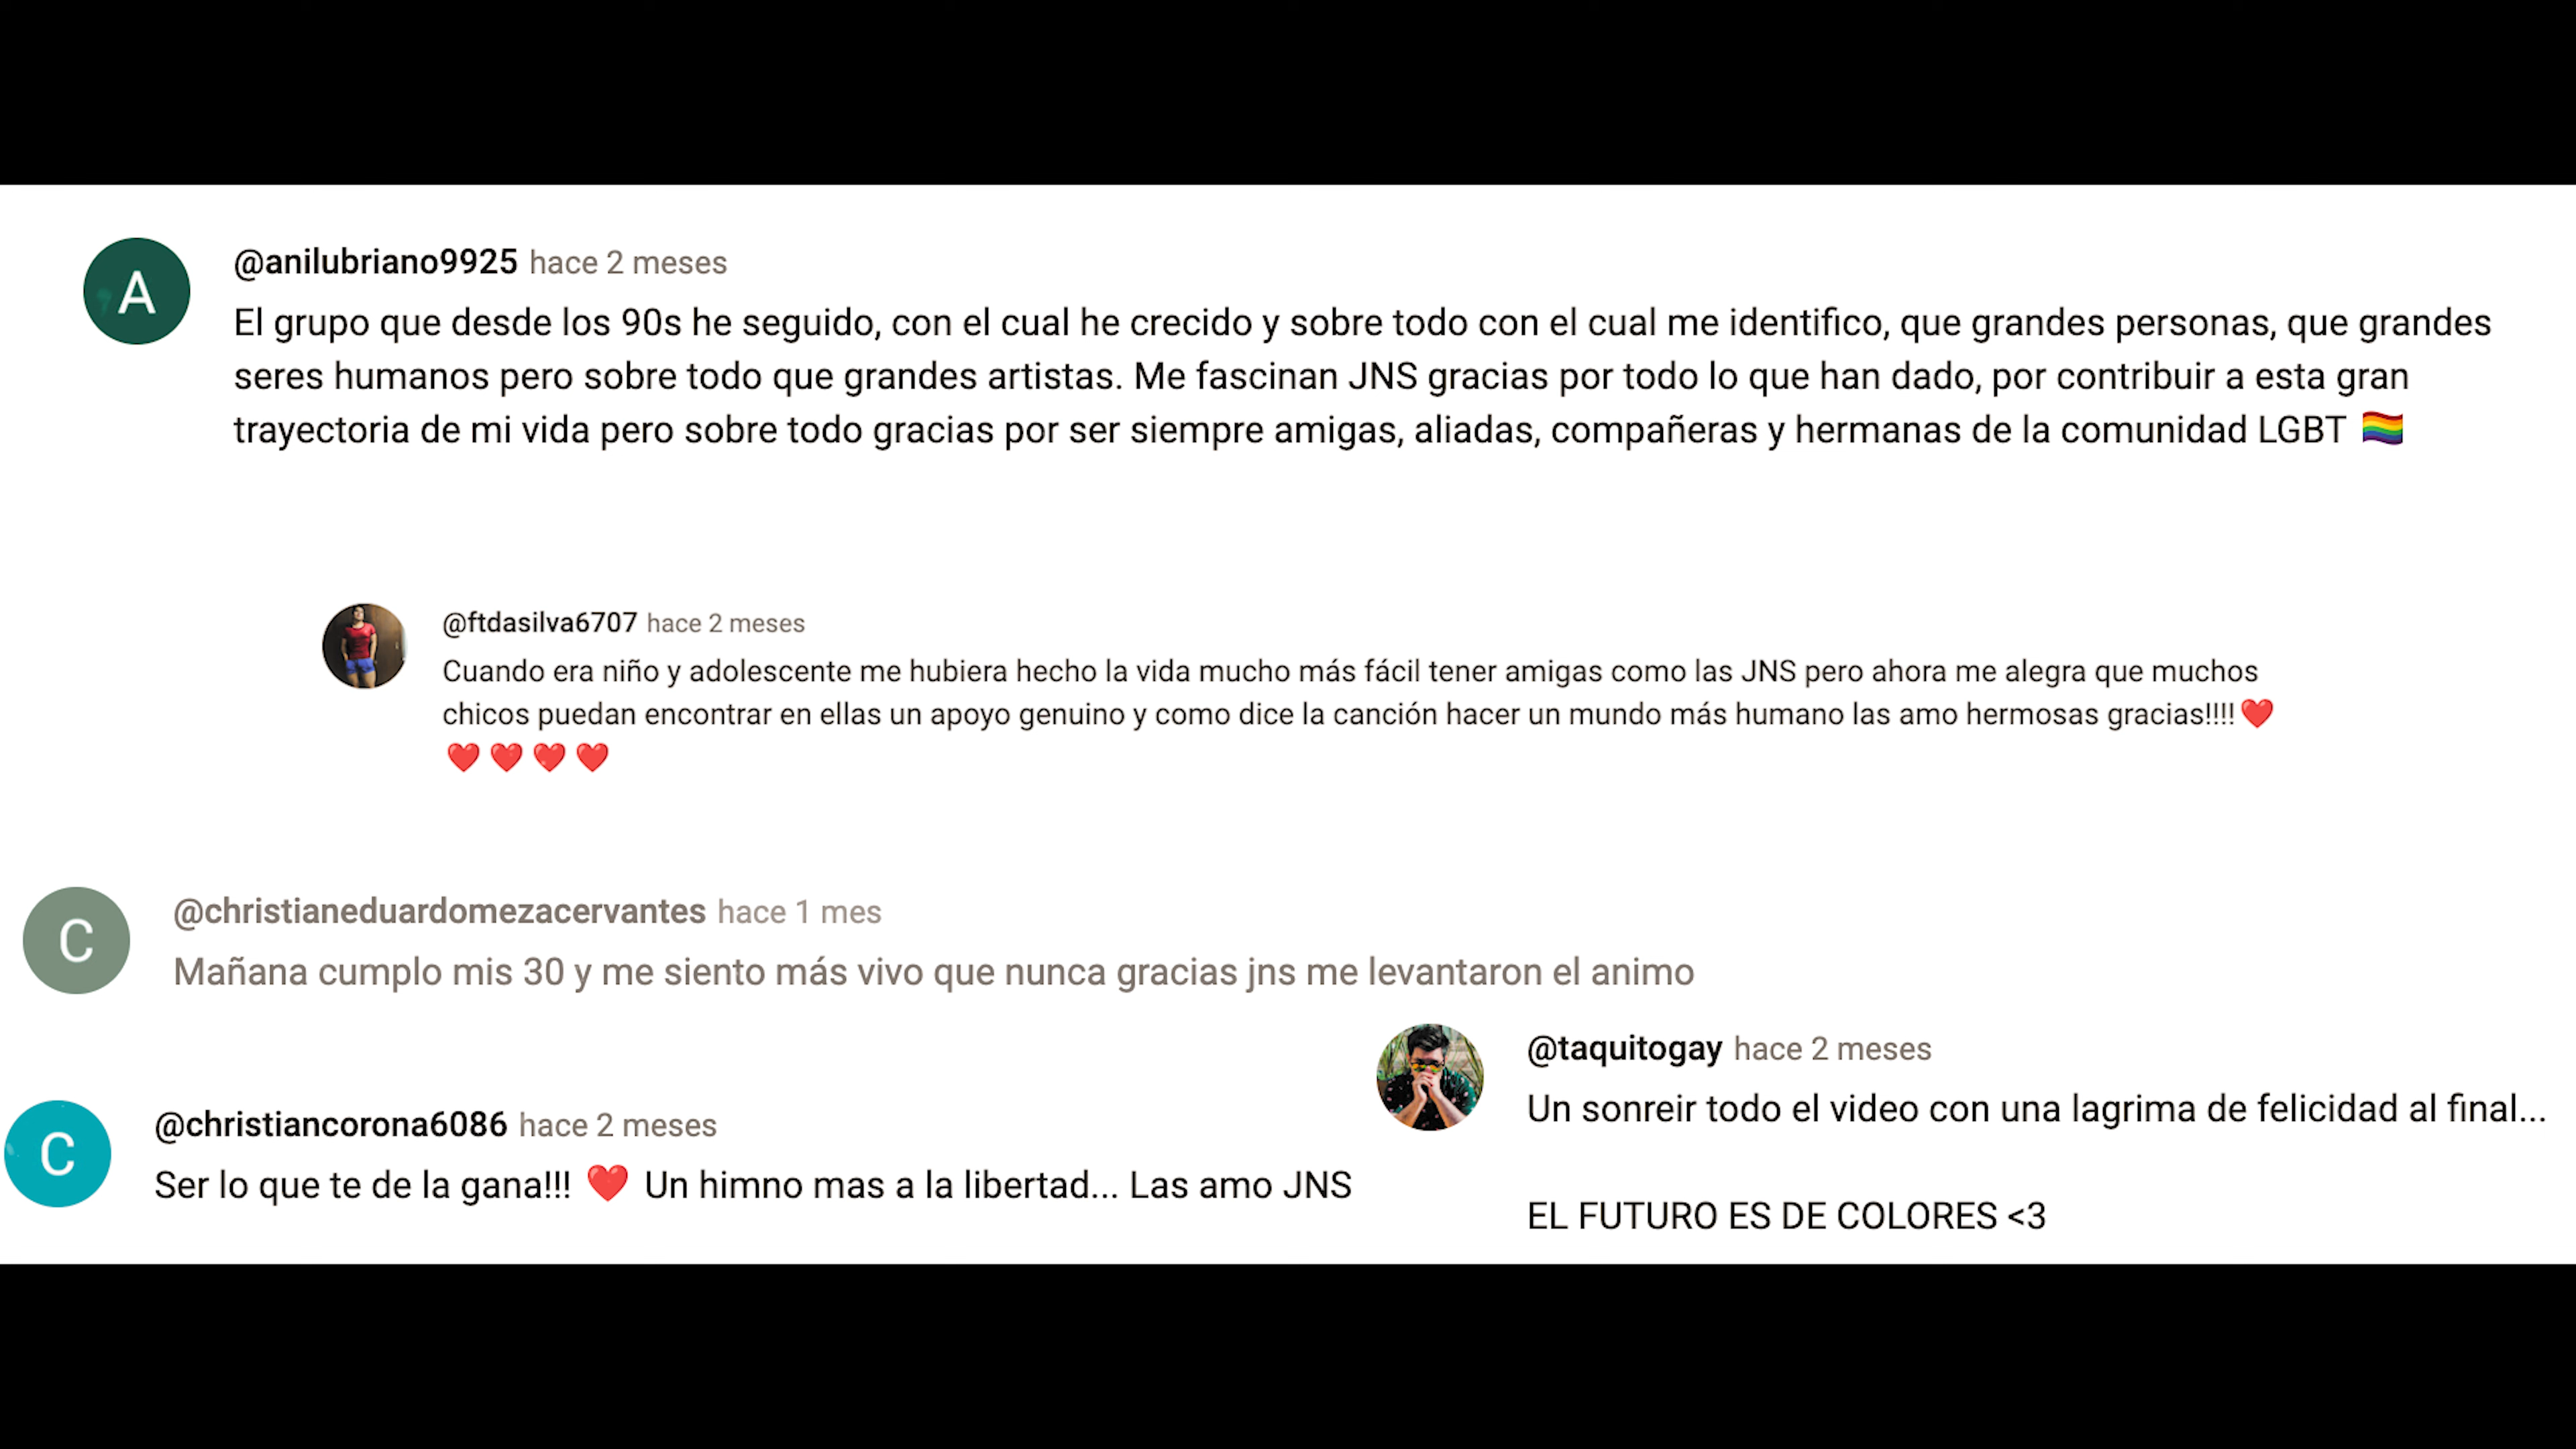 A
@anilubriano9925 hace 2 meses
El grupo que desde los 90s he seguido, con el cual he crecido y sobre todo con el cual me identifico, que grandes personas, que grandes
seres humanos pero sobre todo que grandes artistas. Me fascinan JNS gracias por todo lo que han dado, por contribuir a esta gran
trayectoria de mi vida pero sobre todo gracias por ser siempre amigas, aliadas, compañeras y hermanas de la comunidad LGBT 🏳️‍🌈
@ftdasilva6707 hace 2 meses
Cuando era niño y adolescente me hubiera hecho la vida mucho más fácil tener amigas como las JNS pero ahora me alegra que muchos
chicos puedan encontrar en ellas un apoyo genuino y como dice la canción hacer un mundo más humano las amo hermosas gracias!!!!❤️
❤️❤️❤️❤️
C
@christianeduardomezacervantes hace 1 mes
Mañana cumplo mis 30 y me siento más vivo que nunca gracias jns me levantaron el animo
C
@christiancorona6086 hace 2 meses
Ser lo que te de la gana!!! ❤️ Un himno mas a la libertad... Las amo JNS
@taquitogay hace 2 meses
Un sonreir todo el video con una lagrima de felicidad al final...
EL FUTURO ES DE COLORES <3